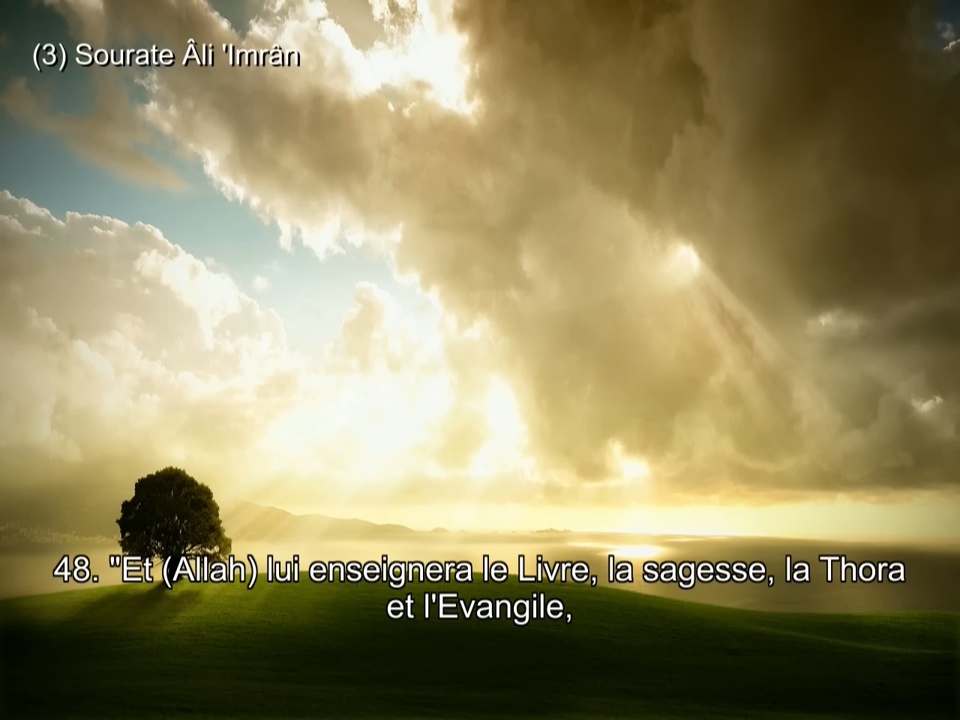 (3) Sourate Âli 'Imrân
48. "Et (Allah) lui enseignera le Livre, la sagesse, la Thora
et l'Evangile,